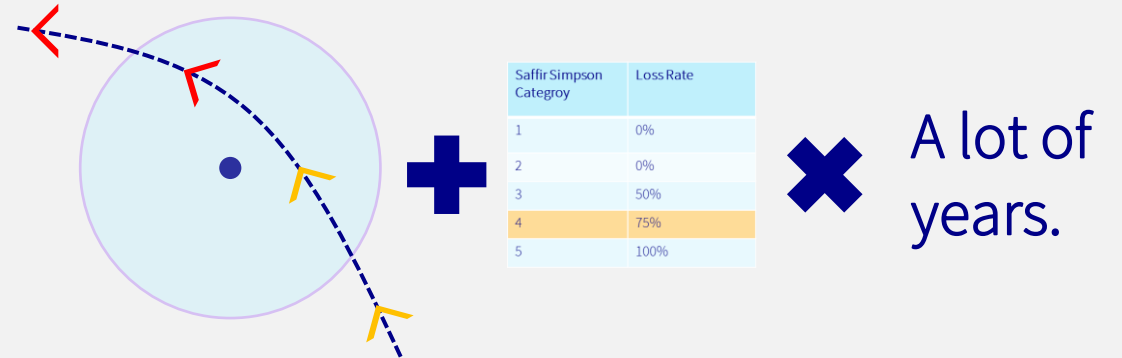 Saffir Simpson Loss Rate
Categroy
1 0%
2 0%
3 50%
4 75%
5 100%
A lot of
years.